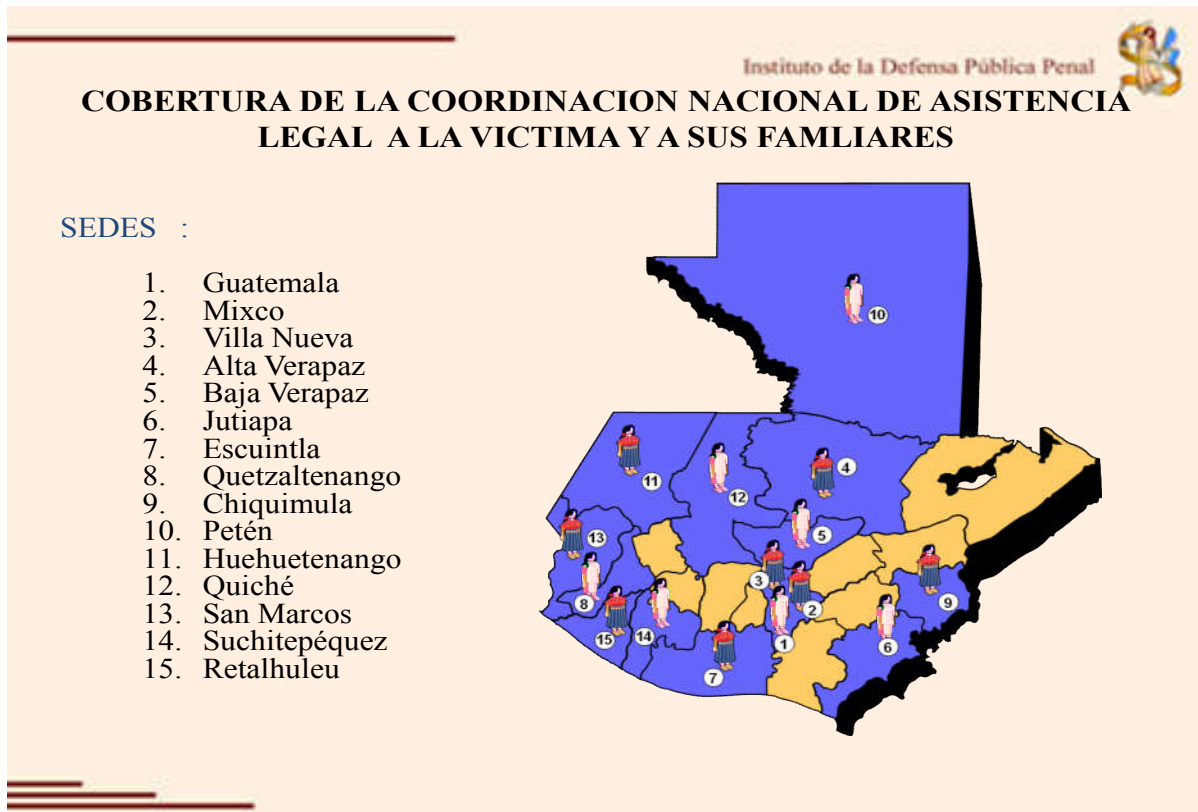 Instituto de la Defensa Pública Penal
COBERTURA DE LA COORDINACION NACIONAL DE ASISTENCIA
LEGAL A LA VICTIMA Y A SUS FAMLIARES
SEDES :
1. Guatemala
2. Mixco
3. Villa Nueva
4. Alta Verapaz
5. Baja Verapaz
6. Jutiapa
7. Escuintla
8. Quetzaltenango
9. Chiquimula
10. Petén
11. Huehuetenango
12. Quiché
13. San Marcos
14. Suchitepéquez
15. Retalhuleu
10
4
11
12
5
13
3
9
8
2
15
14
1
6
7